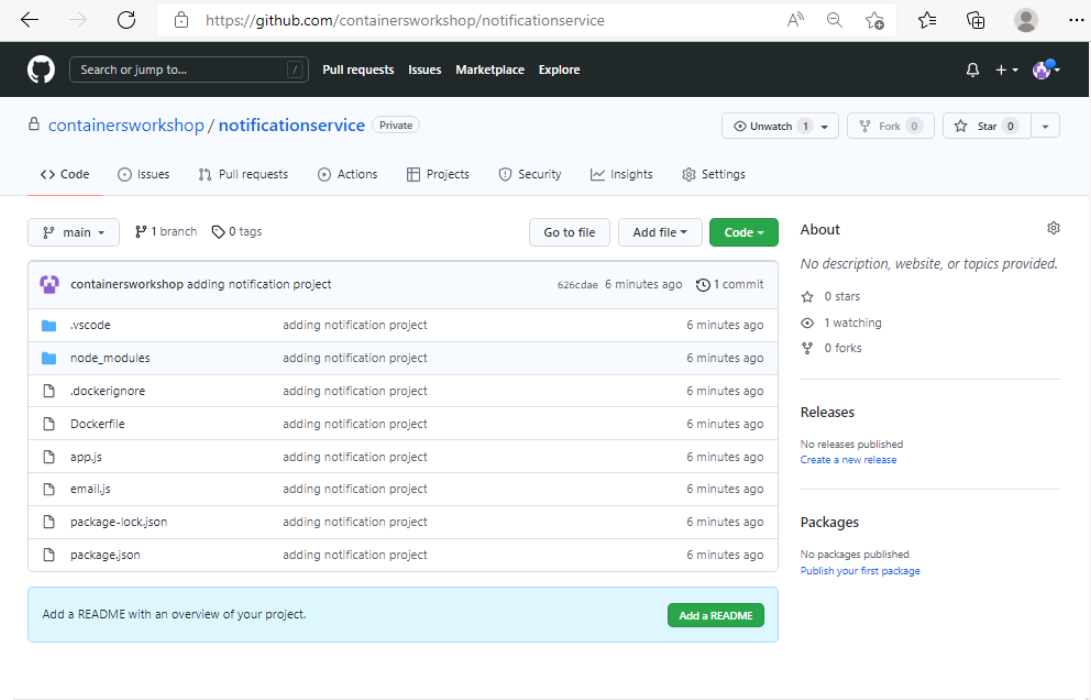 https://github.com/containersworkshop/notificationservice
Search or jump to... / Pull requests Issues Marketplace Explore
containersworkshop / notificationservice Private
Unwatch 1 Fork 0 Star 0
Code Issues Pull requests Actions Projects Security Insights Settings
main 1 branch 0 tags Go to file Add file Code
containersworkshop adding notification project 626cdae 6 minutes ago 1 commit
.vscode adding notification project 6 minutes ago
node_modules adding notification project 6 minutes ago
.dockerignore adding notification project 6 minutes ago
Dockerfile adding notification project 6 minutes ago
app.js adding notification project 6 minutes ago
email.js adding notification project 6 minutes ago
package-lock.json adding notification project 6 minutes ago
package.json adding notification project 6 minutes ago
Add a README with an overview of your project. Add a README
About
No description, website, or topics provided.
0 stars
1 watching
0 forks
Releases
No releases published
Create a new release
Packages
No packages published
Publish your first package